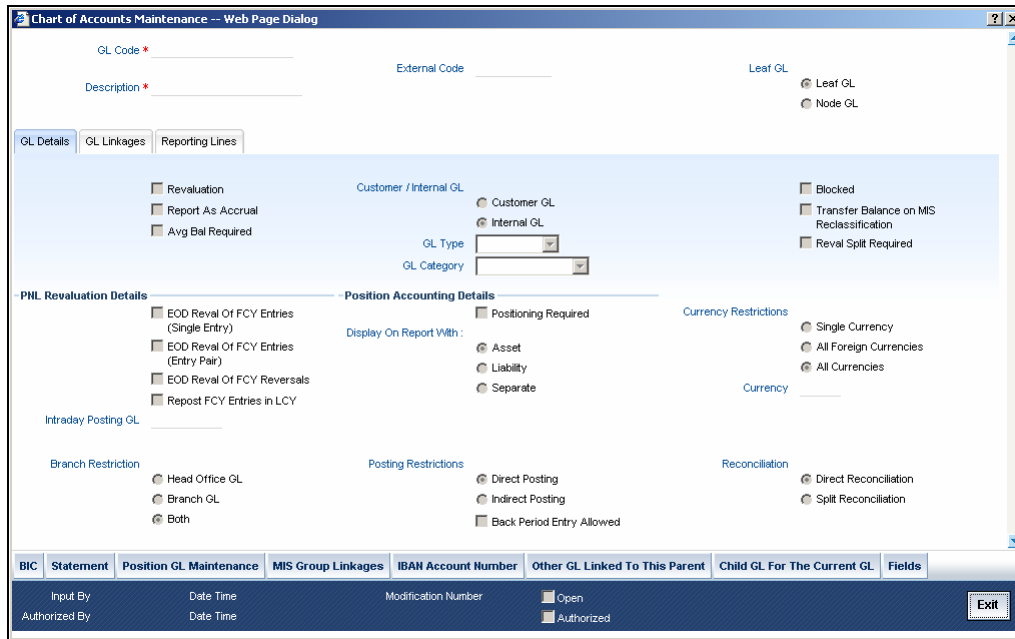 Chart of Accounts Maintenance -- Web Page Dialog
GL Code *
External Code
Leaf GL
Leaf GL
Description *
Node GL
GL Details
GL Linkages
Reporting Lines
Revaluation
Customer / Internal GL
Customer GL
Blocked
Report As Accrual
Internal GL
Transfer Balance on MIS
Reclassification
Avg Bal Required
GL Type
Reval Split Required
GL Category
PNL Revaluation Details
Position Accounting Details
EOD Reval Of FCY Entries
(Single Entry)
Positioning Required
Currency Restrictions
Single Currency
EOD Reval Of FCY Entries
(Entry Pair)
Display On Report With :
Asset
All Foreign Currencies
EOD Reval Of FCY Reversals
Liability
All Currencies
Repost FCY Entries in LCY
Separate
Currency
Intraday Posting GL
Branch Restriction
Posting Restrictions
Reconciliation
Head Office GL
Direct Posting
Direct Reconciliation
Branch GL
Indirect Posting
Split Reconciliation
Both
Back Period Entry Allowed
BIC
Statement
Position GL Maintenance
MIS Group Linkages
IBAN Account Number
Other GL Linked To This Parent
Child GL For The Current GL
Fields
Input By
Date Time
Modification Number
Open
Authorized By
Date Time
Authorized
Exit